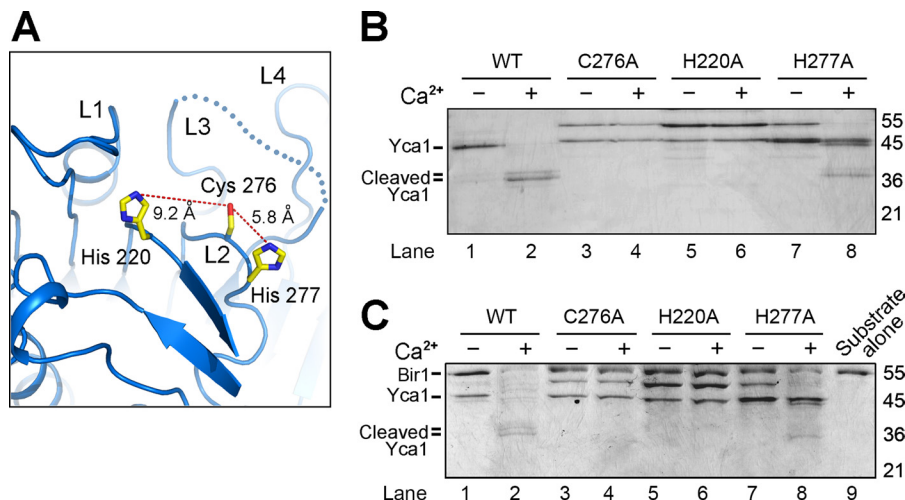 A
L1
L3
L4
Cys 276
9.2 Å
5.8 Å
His 220
L2
His 277
B
WT C276A H220A H277A
Ca2+ – + – + – + – +
55
Yca1 45
Cleaved Yca1 36
21
Lane 1 2 3 4 5 6 7 8
C
WT C276A H220A H277A Substrate alone
Ca2+ – + – + – + – +
Bir1 55
Yca1 45
Cleaved Yca1 36
21
Lane 1 2 3 4 5 6 7 8 9